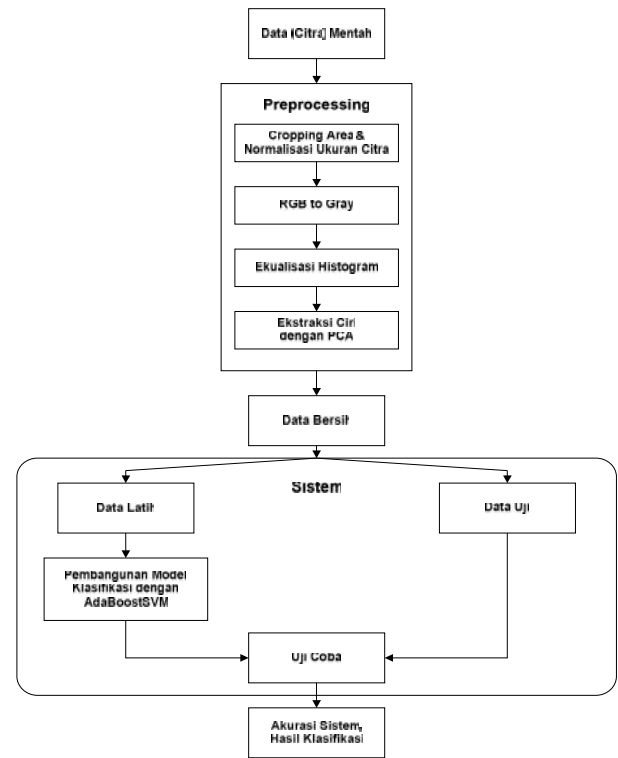 Data (Citra) Mentah
Preprocessing
Cropping Area &
Normalisasi Ukuran Citra
RGB to Gray
Ekualisasi Histogram
Ekstraksi Ciri
dengan PCA
Data Bersih
Sistem
Data Latih
Data Uji
Pembangunan Model
Klasifikasi dengan
AdaBoostSVM
Uji Coba
Akurasi Sistem,
Hasil Klasifikasi